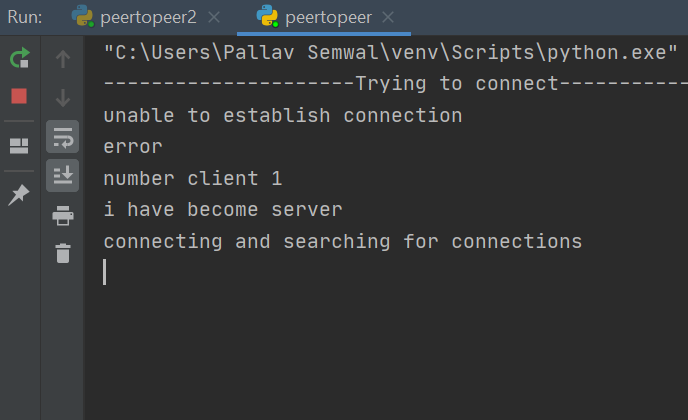 Run: peertopeer2 peertopeer
"C:\Users\Pallav Semwal\venv\Scripts\python.exe"
---------------------Trying to connect-----------
unable to establish connection
error
number client 1
i have become server
connecting and searching for connections